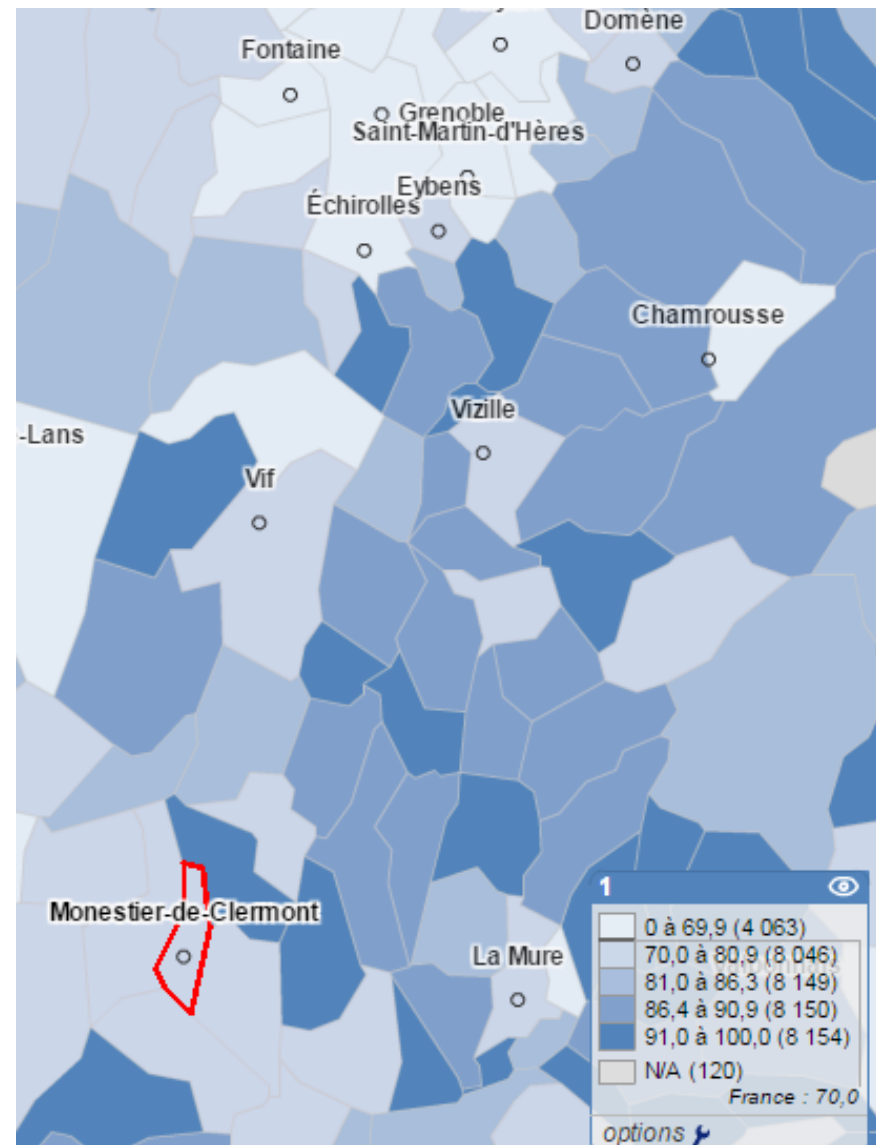 Domène
Fontaine
Grenoble
Saint-Martin-d'Hères
Eybens
Échirolles
Chamrousse
Vizille
-Lans
Vif
Monestier-de-Clermont
La Mure
1
0 à 69,9 (4 063)
70,0 à 80,9 (8 046)
81,0 à 86,3 (8 149)
86,4 à 90,9 (8 150)
91,0 à 100,0 (8 154)
N/A (120)
France : 70,0
options